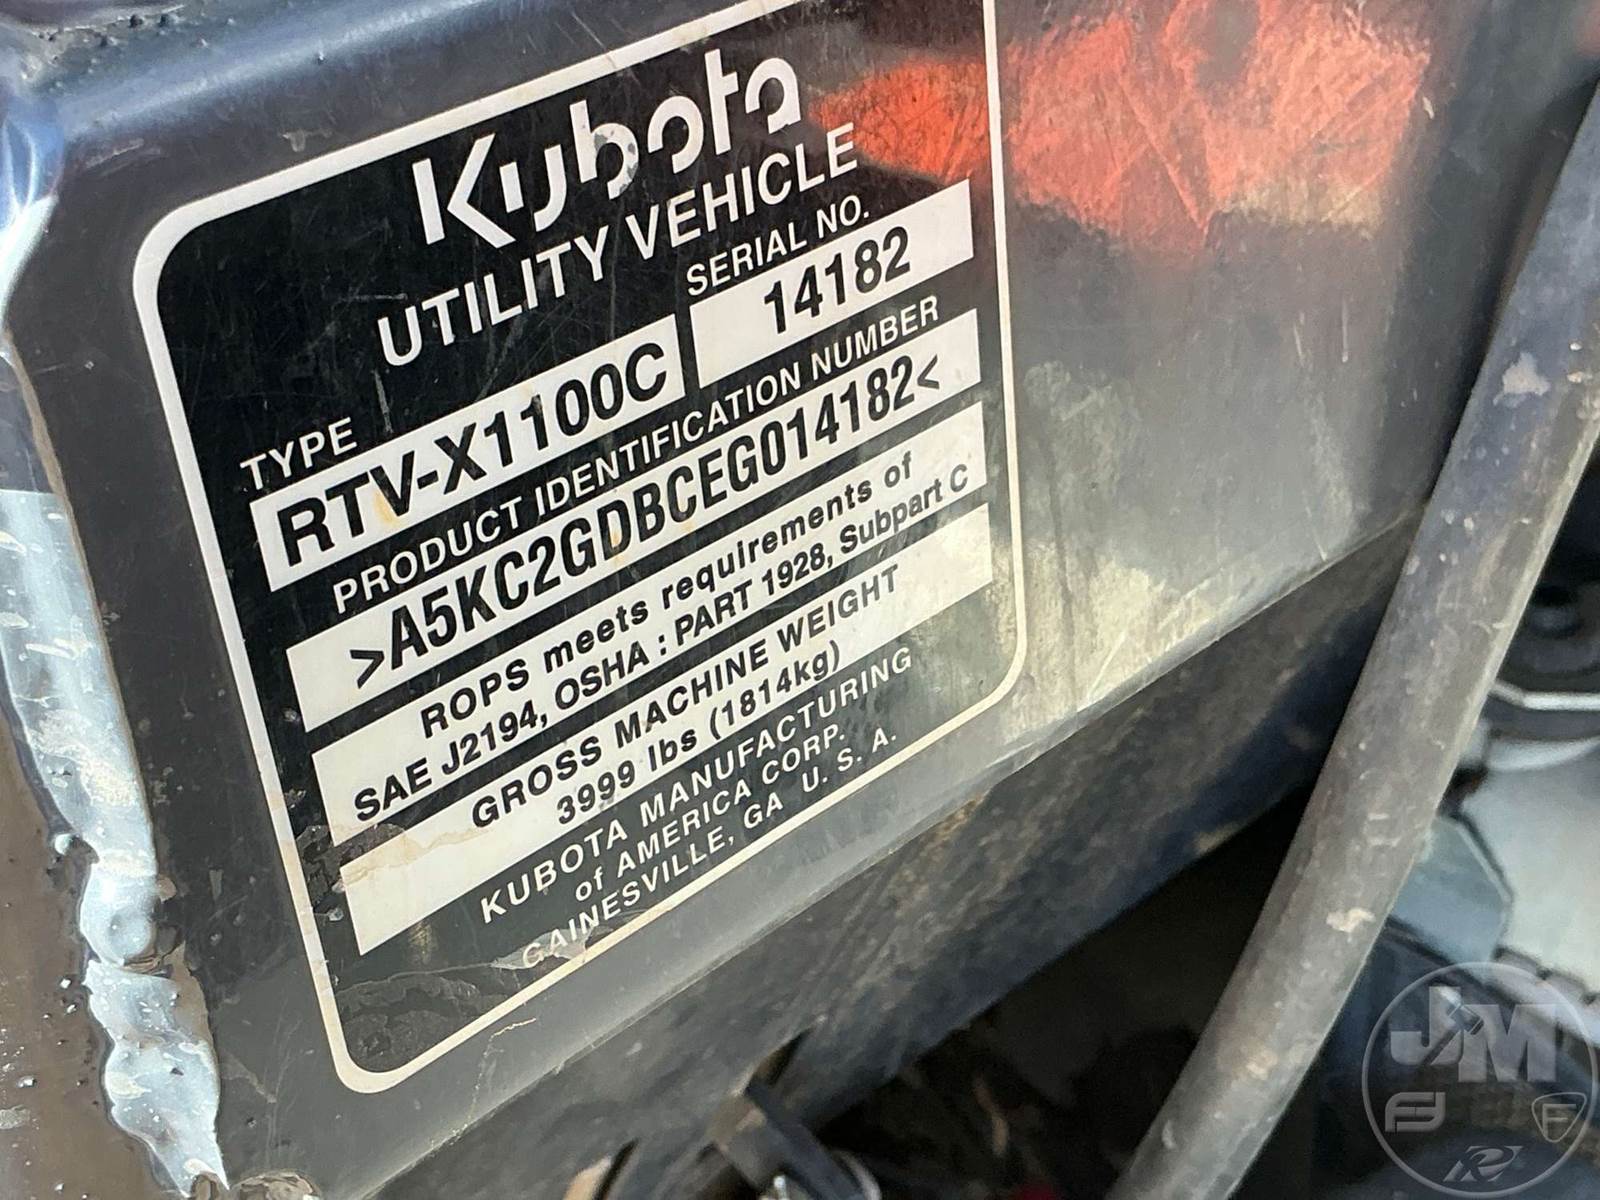 Kubota
UTILITY VEHICLE
TYPE
SERIAL NO.
RTV-X1100C
14182
PRODUCT IDENTIFICATION NUMBER
>A5KC2GDBCEG014182<
ROPS meets requirements of
SAE J2194, OSHA : PART 1928, Subpart C
GROSS MACHINE WEIGHT
3999 lbs (1814kg)
KUBOTA MANUFACTURING
of AMERICA CORP.
GAINESVILLE, GA U. S. A.
J M
F